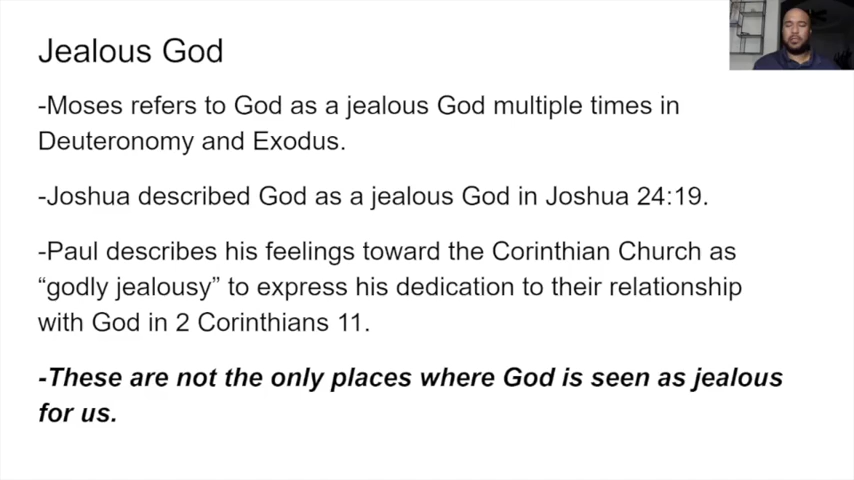 Jealous God
-Moses refers to God as a jealous God multiple times in
Deuteronomy and Exodus.
-Joshua described God as a jealous God in Joshua 24:19.
-Paul describes his feelings toward the Corinthian Church as
“godly jealousy” to express his dedication to their relationship
with God in 2 Corinthians 11.
-These are not the only places where God is seen as jealous
for us.